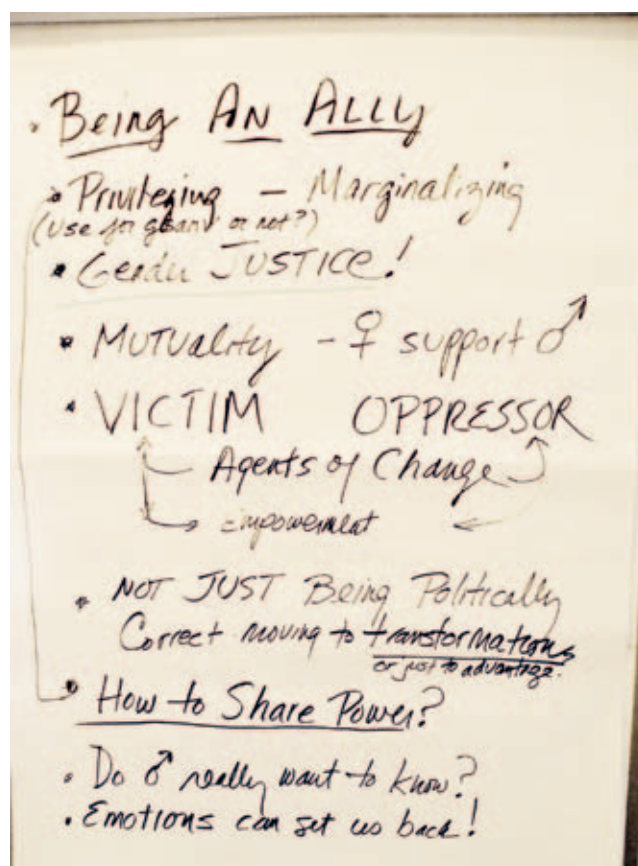 • Being An Ally
• Privileging – Marginalizing
(Use for or not?)
• Gender JUSTICE!
• Mutuality – ♀ support ♂
• VICTIM OPPRESSOR
Agents of Change
Empowerment
• NOT JUST Being Politically
Correct moving to transformations
or just to advantage.
• How to Share Power?
• Do ♂ really want to know?
• Emotions can set us back!